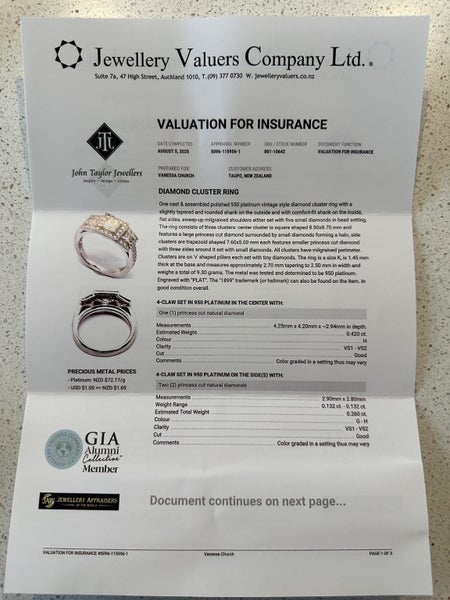 Jewellery Valuers Company Ltd.®
Suite 7a, 47 High Street, Auckland 1010, T.(09) 377 0730 W. jewelleryvaluers.co.nz
JTJ
John Taylor Jewellers
VALUATION FOR INSURANCE
DATE COMPLETED APPRAISAL NUMBER SKU / STOCK NUMBER DOCUMENT FUNCTION
AUGUST 5, 2025 5096-115956-1 801-10642 VALUATION FOR INSURANCE
PREPARED FOR: CUSTOMER ADDRESS:
VANESSA CHURCH TAUPO, NEW ZEALAND
DIAMOND CLUSTER RING
One cast & assembled polished 950 platinum vintage style diamond cluster ring with a
slightly tapered and rounded shank on the outside and with comfort-fit shank on the inside,
flat sides, sweep-up milgrained shoulders either set with five small diamonds in bead setting.
The ring consists of three clusters: center cluster is square shaped 8.90x8.70 mm and
features a large princess cut diamond surrounded by small diamonds forming a halo, side
clusters are trapezoid shaped 7.60x5.00 mm each features smaller princess cut diamond
with three sides around it set with small diamonds. All clusters have milgrained perimeter.
Clusters are on V shaped pillars each set with tiny diamonds. The ring is a size K, is 1.45 mm
thick at the base and measures approximately 2.70 mm tapering to 2.50 mm in width and
weighs a total of 9.30 grams. The metal was tested and determined to be 950 platinum.
Engraved with "PLAT". The "1899" trademark (or hallmark) can also be found on the item. In
good condition overall.
4-CLAW SET IN 950 PLATINUM IN THE CENTER WITH:
One (1) princess cut natural diamond
Measurements 4.25mm x 4.20mm x ~2.94mm in depth.
Estimated Weight 0.420 ct.
Colour H
Clarity VS1 - VS2
Cut Good
Comments Color graded in a setting thus may vary
4-CLAW SET IN 950 PLATINUM ON THE SIDE(S) WITH:
Two (2) princess cut natural diamonds
Measurements 2.90mm x 2.80mm
Weight Range 0.132 ct. - 0.132 ct.
Estimated Total Weight 0.260 ct.
Colour G - H
Clarity VS1 - VS2
Cut Good
Comments Color graded in a setting thus may vary
PRECIOUS METAL PRICES
- Platinum: NZD $72.17/g
- USD $1.00 => NZD $1.69
GIA
Alumni
Collective
Member
JEWELLERY APPRAISERS
OF THE WORLD
Document continues on next page...
VALUATION FOR INSURANCE #5096-115956-1 Vanessa Church PAGE 1 OF 5